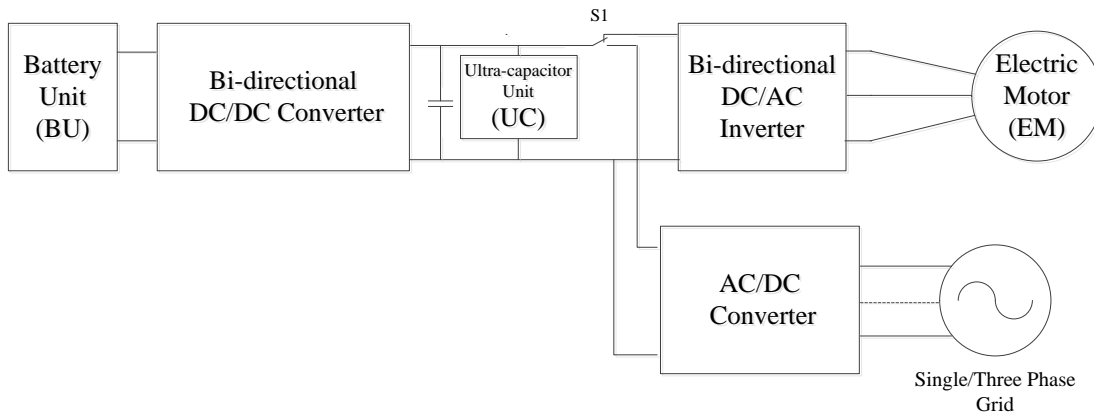 S1
Battery
Unit
(BU)
Bi-directional
DC/DC Converter
Ultra-capacitor
Unit
(UC)
Bi-directional
DC/AC
Inverter
Electric
Motor
(EM)
AC/DC
Converter
Single/Three Phase
Grid